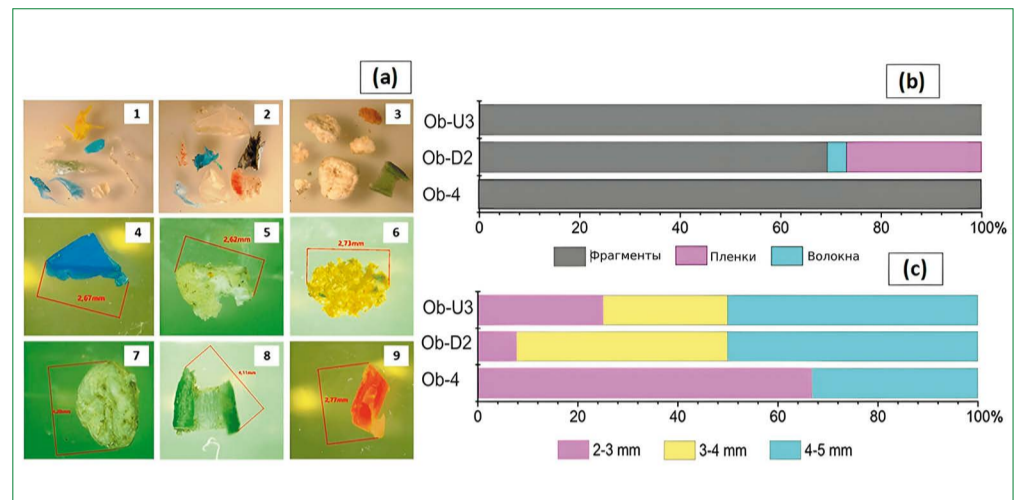 (a)
1 2 3
4 5 6
2,67mm 2,62mm 2,73mm
7 8 9
2,77mm
(b)
Ob-U3
Ob-D2
Ob-4
0 20 40 60 80 100%
Фрагменты Пленки Волокна
(c)
Ob-U3
Ob-D2
Ob-4
0 20 40 60 80 100%
2-3 mm 3-4 mm 4-5 mm